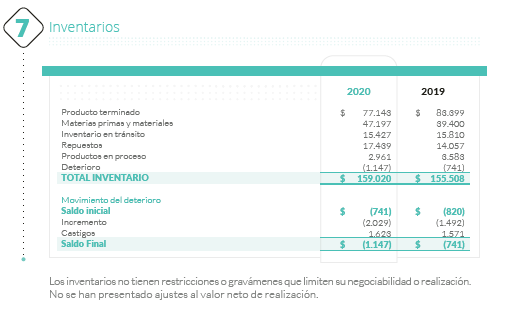 7 Inventarios
2020 2019
Producto terminado $ 77.143 $ 83.399
Materias primas y materiales 47.197 39.400
Inventario en tránsito 15.427 15.810
Repuestos 17.439 14.057
Productos en proceso 2.961 3.583
Deterioro (1.147) (741)
TOTAL INVENTARIO $ 159.020 $ 155.508
Movimiento del deterioro
Saldo inicial $ (741) $ (820)
Incremento (2.029) (1.492)
Castigos 1.623 1.571
Saldo Final $ (1.147) $ (741)
Los inventarios no tienen restricciones o gravámenes que limiten su negociabilidad o realización.
No se han presentado ajustes al valor neto de realización.